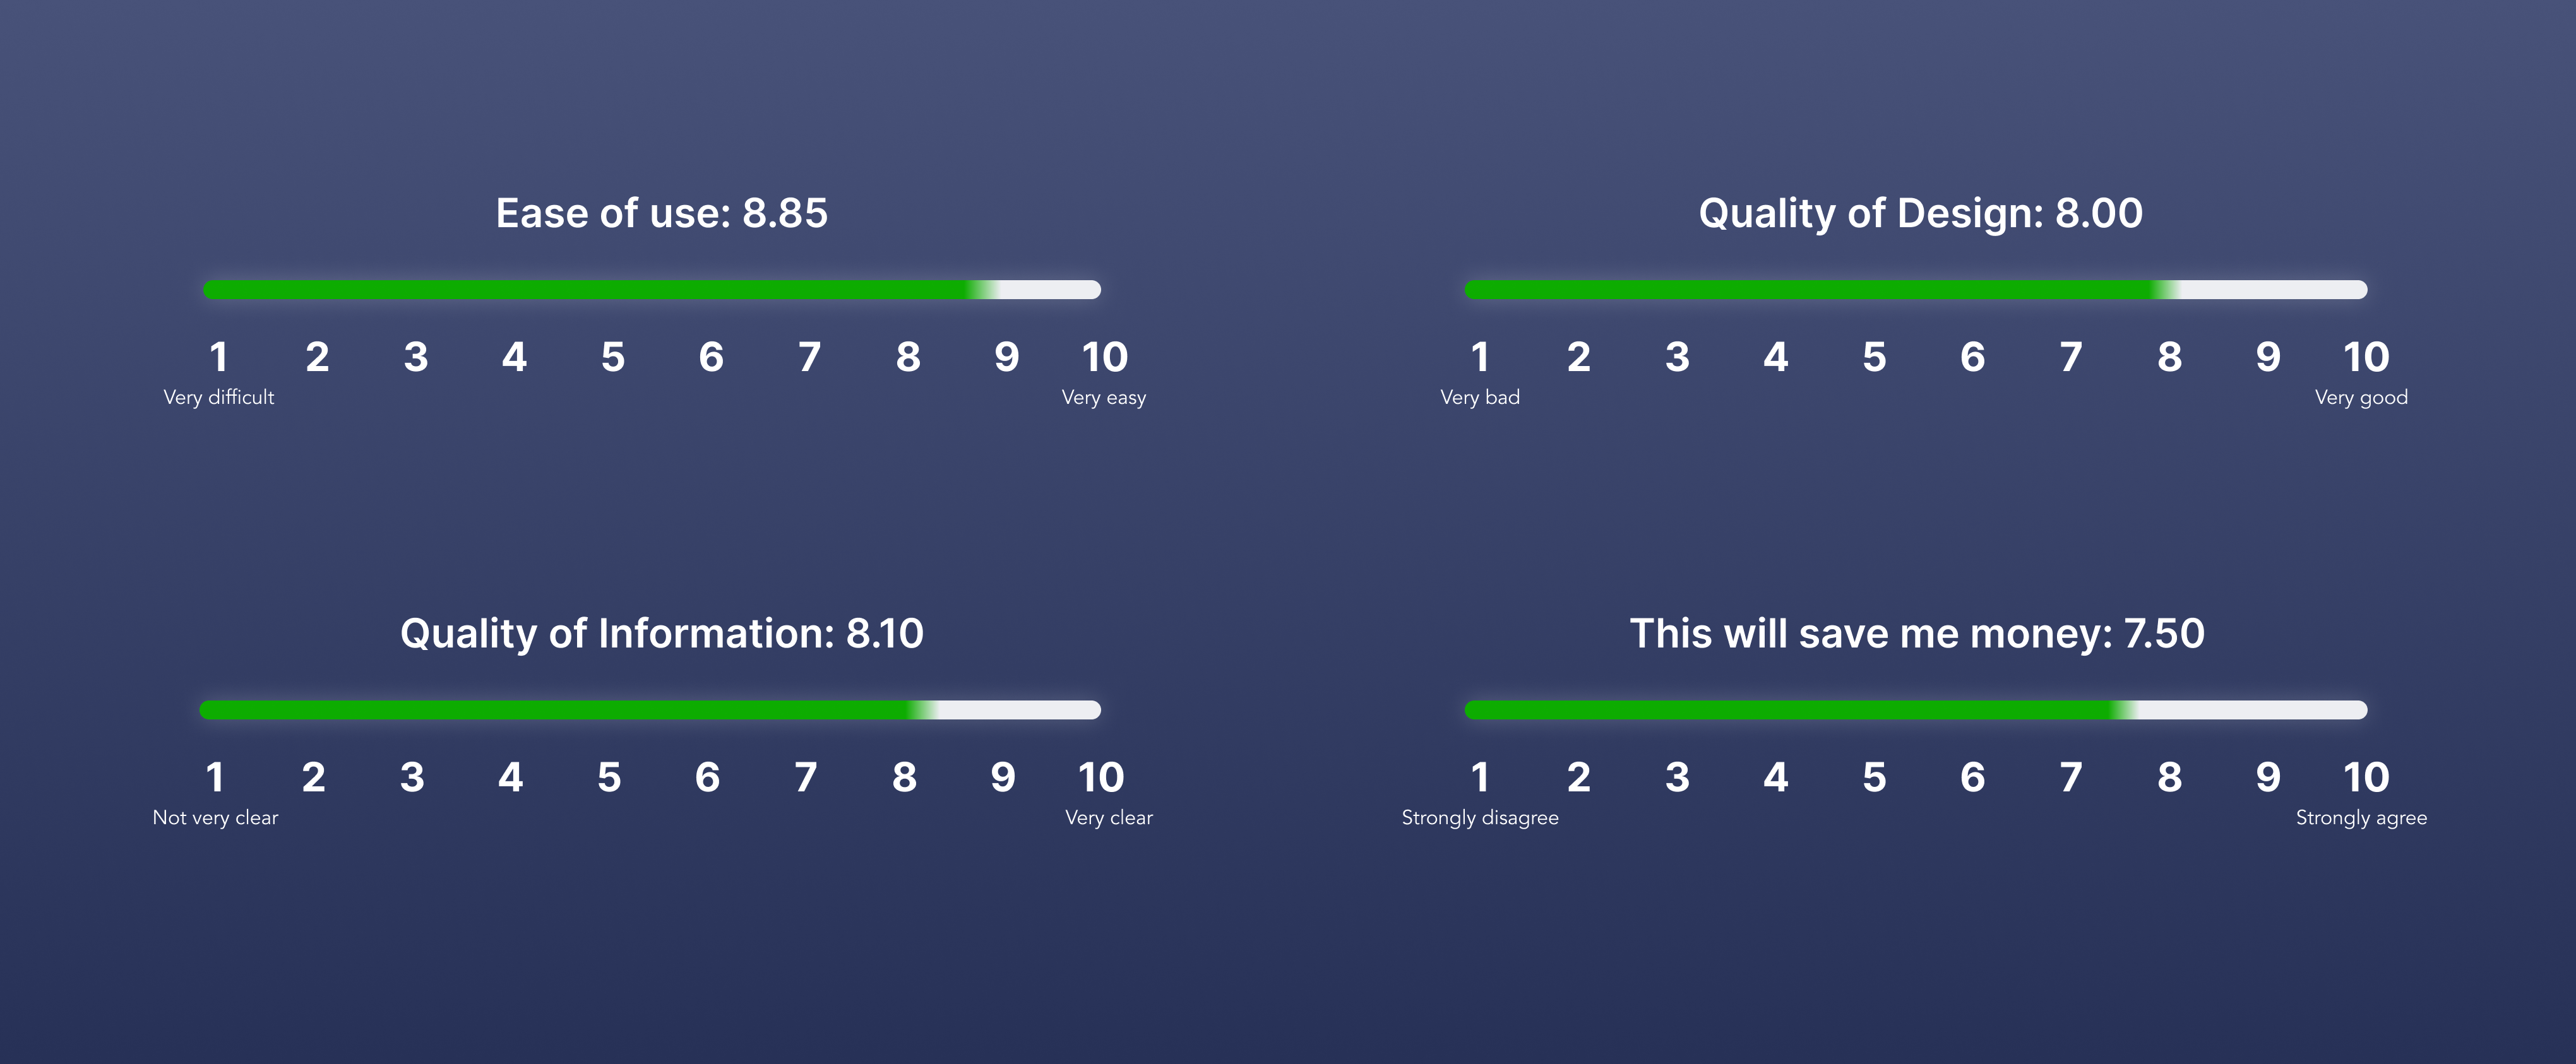 Ease of use: 8.85
1 2 3 4 5 6 7 8 9 10
Very difficult Very easy
Quality of Design: 8.00
1 2 3 4 5 6 7 8 9 10
Very bad Very good
Quality of Information: 8.10
1 2 3 4 5 6 7 8 9 10
Not very clear Very clear
This will save me money: 7.50
1 2 3 4 5 6 7 8 9 10
Strongly disagree Strongly agree